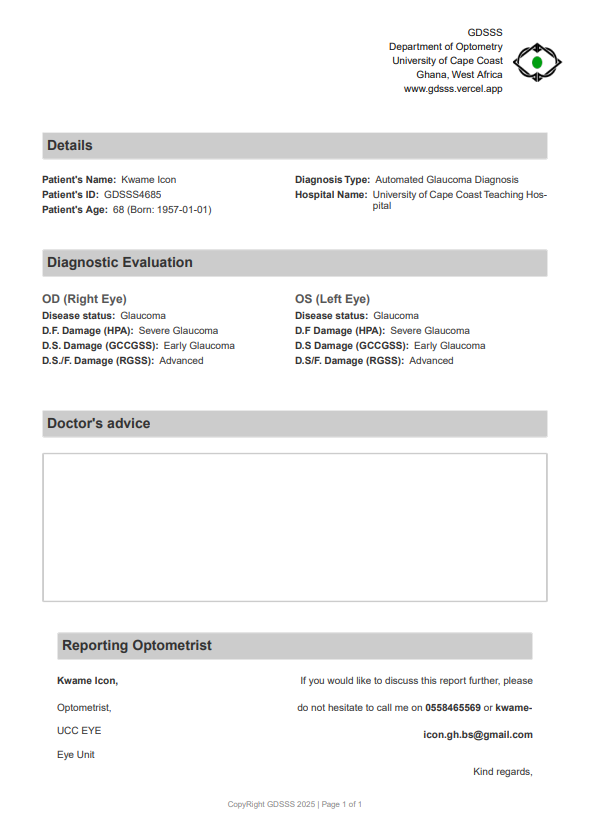 GDSSS
Department of Optometry
University of Cape Coast
Ghana, West Africa
www.gdsss.vercel.app
Details
Patient's Name: Kwame Icon
Patient's ID: GDSSS4685
Patient's Age: 68 (Born: 1957-01-01)
Diagnosis Type: Automated Glaucoma Diagnosis
Hospital Name: University of Cape Coast Teaching Hos-
pital
Diagnostic Evaluation
OD (Right Eye)
Disease status: Glaucoma
D.F. Damage (HPA): Severe Glaucoma
D.S. Damage (GCCGSS): Early Glaucoma
D.S./F. Damage (RGSS): Advanced
OS (Left Eye)
Disease status: Glaucoma
D.F Damage (HPA): Severe Glaucoma
D.S Damage (GCCGSS): Early Glaucoma
D.S/F. Damage (RGSS): Advanced
Doctor's advice
Reporting Optometrist
Kwame Icon,
Optometrist,
UCC EYE
Eye Unit
If you would like to discuss this report further, please
do not hesitate to call me on 0558465569 or kwame-
icon.gh.bs@gmail.com
Kind regards,
CopyRight GDSSS 2025 | Page 1 of 1